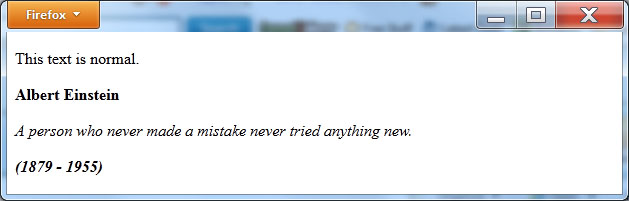 Firefox
This text is normal.
Albert Einstein
A person who never made a mistake never tried anything new.
(1879 - 1955)